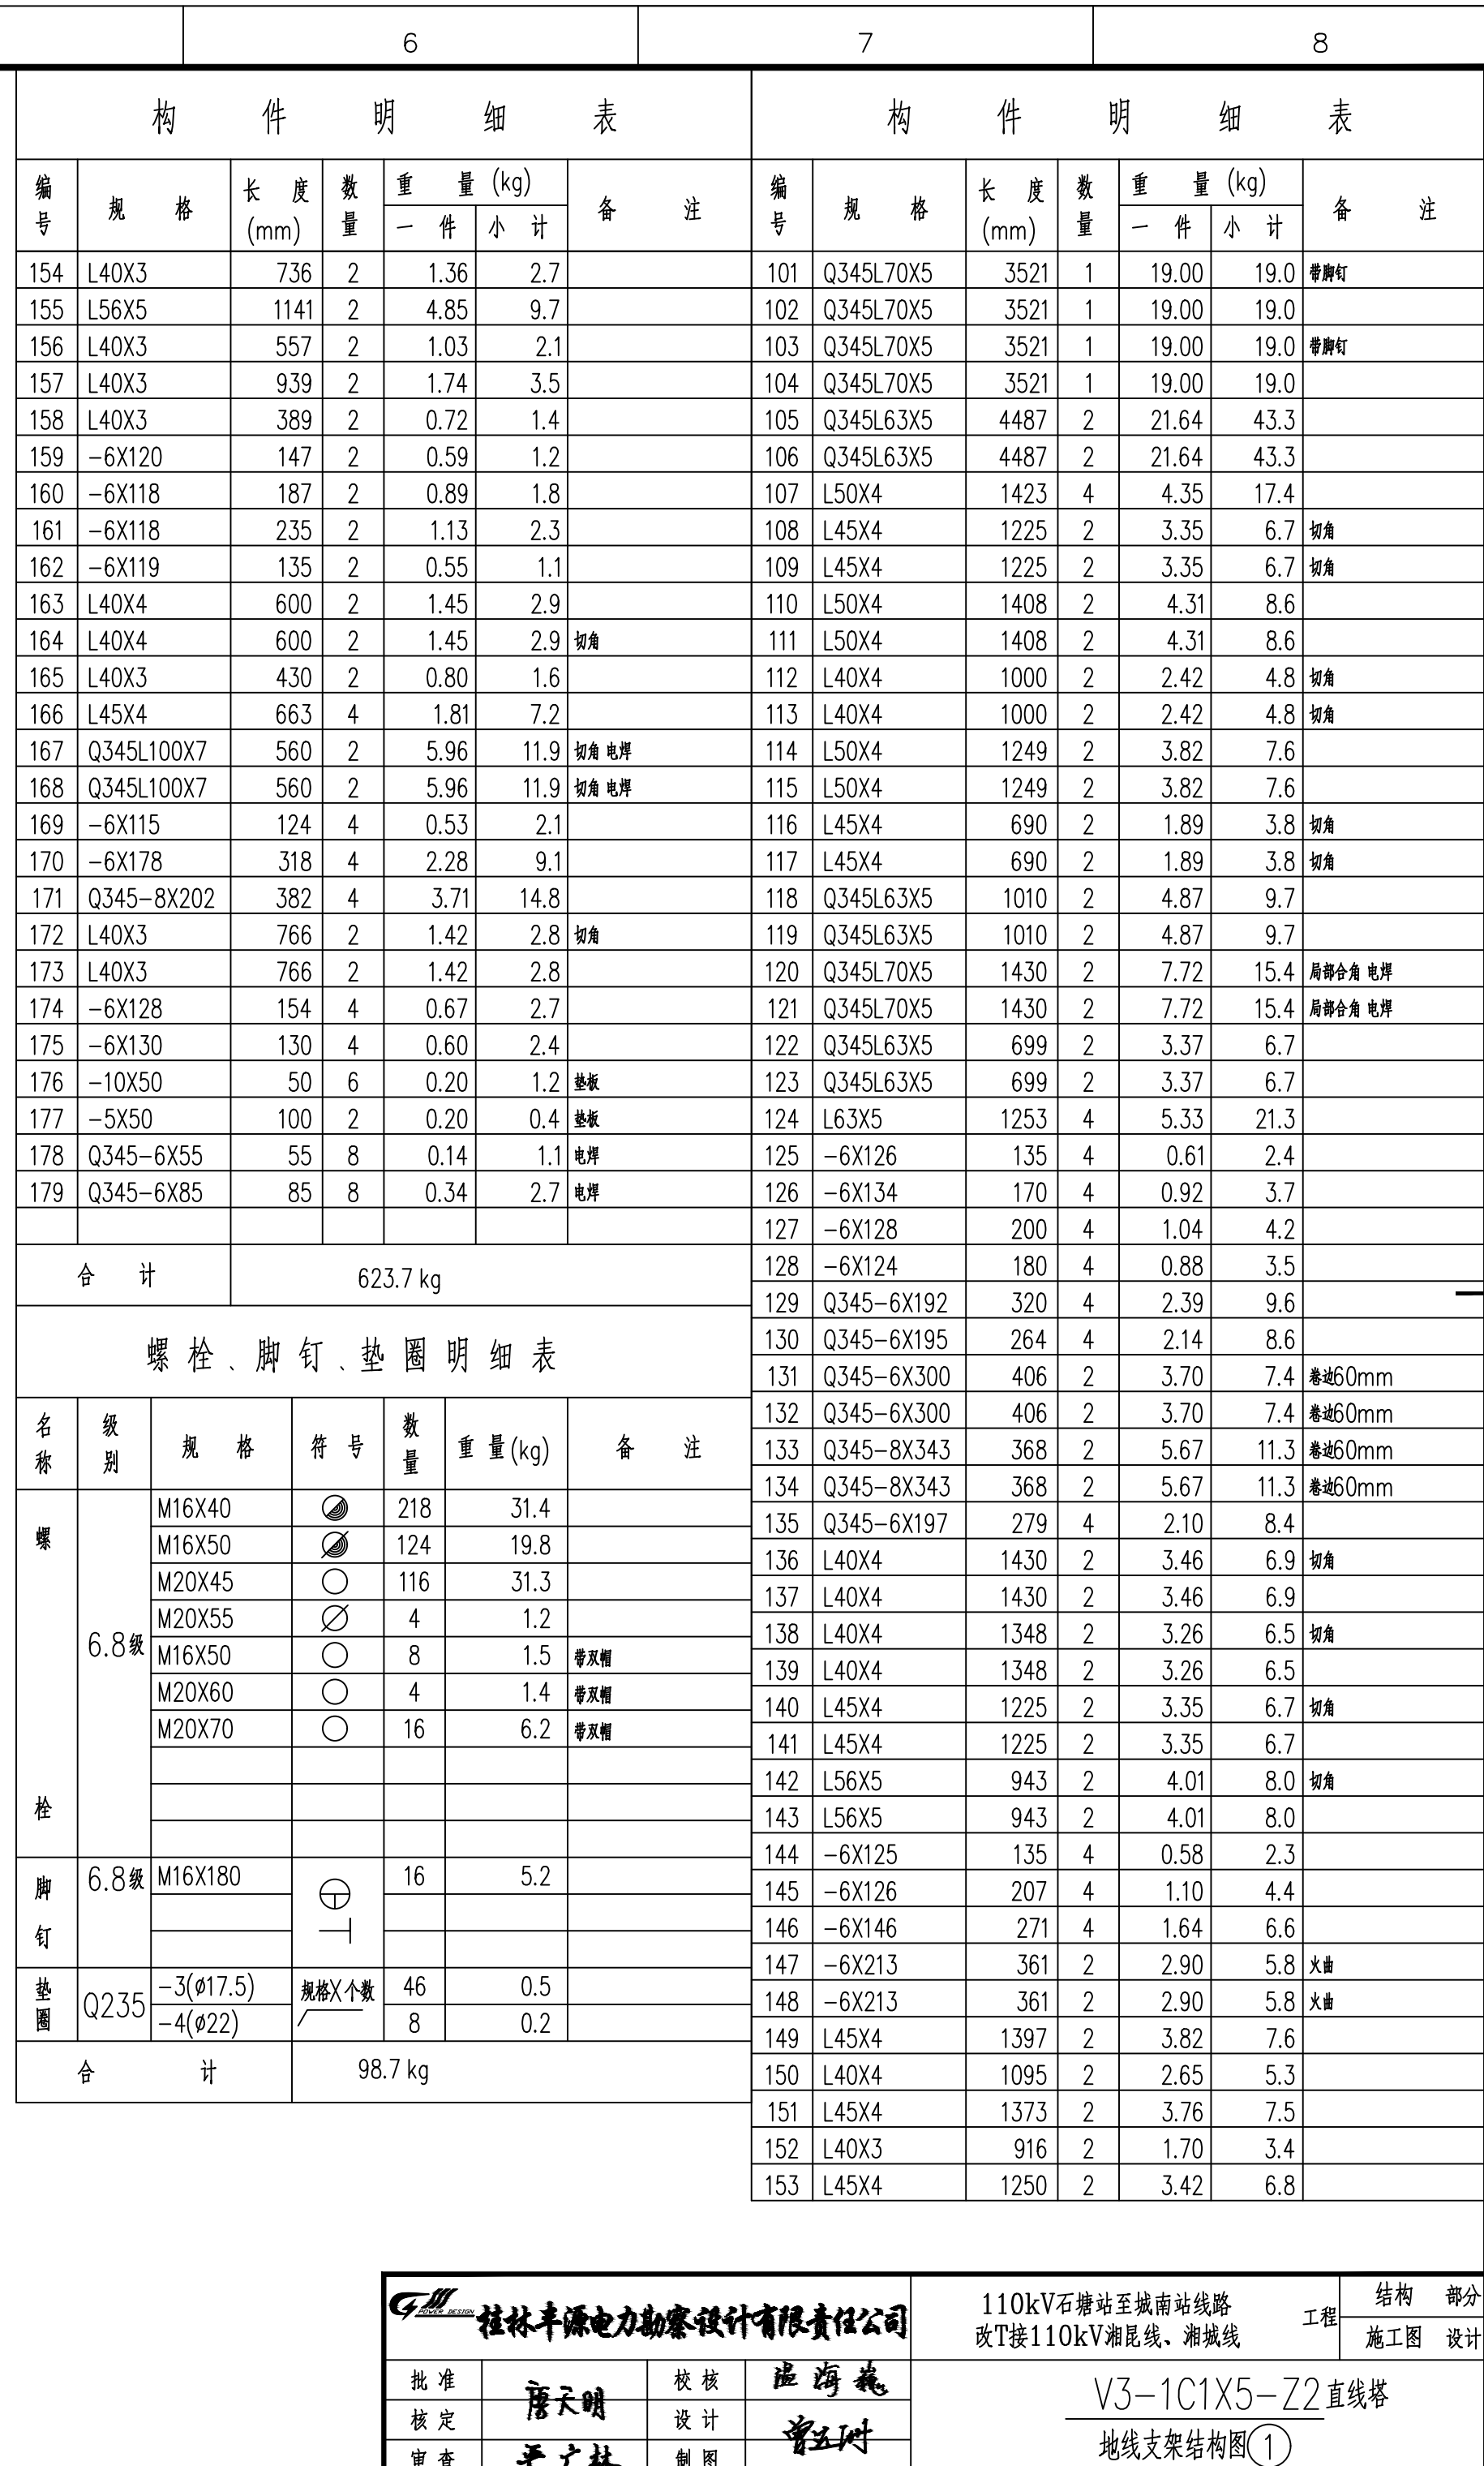 6 7 8
构件明细表
编号 规格 长度(mm) 数量 重量(kg) 一件 小计 备注
154 L40X3 736 2 1.36 2.7
155 L56X5 1141 2 4.85 9.7
156 L40X3 557 2 1.03 2.1
157 L40X3 939 2 1.74 3.5
158 L40X3 389 2 0.72 1.4
159 -6X120 147 2 0.59 1.2
160 -6X118 187 2 0.89 1.8
161 -6X118 235 2 1.13 2.3
162 -6X119 135 2 0.55 1.1
163 L40X4 600 2 1.45 2.9
164 L40X4 600 2 1.45 2.9 切角
165 L40X3 430 2 0.80 1.6
166 L45X4 663 4 1.81 7.2
167 Q345L100X7 560 2 5.96 11.9 切角 电焊
168 Q345L100X7 560 2 5.96 11.9 切角 电焊
169 -6X115 124 4 0.53 2.1
170 -6X178 318 4 2.28 9.1
171 Q345-8X202 382 4 3.71 14.8
172 L40X3 766 2 1.42 2.8 切角
173 L40X3 766 2 1.42 2.8
174 -6X128 154 4 0.67 2.7
175 -6X130 130 4 0.60 2.4
176 -10X50 50 6 0.20 1.2 垫板
177 -5X50 100 2 0.20 0.4 垫板
178 Q345-6X55 55 8 0.14 1.1 电焊
179 Q345-6X85 85 8 0.34 2.7 电焊
合计 623.7 kg
螺栓、脚钉、垫圈明细表
名称 级别 规格 符号 数量 重量(kg) 备注
螺栓 6.8级
M16X40 218 31.4
M16X50 124 19.8
M20X45 116 31.3
M20X55 4 1.2
M16X50 8 1.5 带双帽
M20X60 4 1.4 带双帽
M20X70 16 6.2 带双帽
脚钉 6.8级 M16X180 16 5.2
垫圈 Q235 规格X个数
-3(ø17.5) 46 0.5
-4(ø22) 8 0.2
合计 98.7 kg
构件明细表
编号 规格 长度(mm) 数量 重量(kg) 一件 小计 备注
101 Q345L70X5 3521 1 19.00 19.0 带脚钉
102 Q345L70X5 3521 1 19.00 19.0
103 Q345L70X5 3521 1 19.00 19.0 带脚钉
104 Q345L70X5 3521 1 19.00 19.0
105 Q345L63X5 4487 2 21.64 43.3
106 Q345L63X5 4487 2 21.64 43.3
107 L50X4 1423 4 4.35 17.4
108 L45X4 1225 2 3.35 6.7 切角
109 L45X4 1225 2 3.35 6.7 切角
110 L50X4 1408 2 4.31 8.6
111 L50X4 1408 2 4.31 8.6
112 L40X4 1000 2 2.42 4.8 切角
113 L40X4 1000 2 2.42 4.8 切角
114 L50X4 1249 2 3.82 7.6
115 L50X4 1249 2 3.82 7.6
116 L45X4 690 2 1.89 3.8 切角
117 L45X4 690 2 1.89 3.8 切角
118 Q345L63X5 1010 2 4.87 9.7
119 Q345L63X5 1010 2 4.87 9.7
120 Q345L70X5 1430 2 7.72 15.4 局部合角 电焊
121 Q345L70X5 1430 2 7.72 15.4 局部合角 电焊
122 Q345L63X5 699 2 3.37 6.7
123 Q345L63X5 699 2 3.37 6.7
124 L63X5 1253 4 5.33 21.3
125 -6X126 135 4 0.61 2.4
126 -6X134 170 4 0.92 3.7
127 -6X128 200 4 1.04 4.2
128 -6X124 180 4 0.88 3.5
129 Q345-6X192 320 4 2.39 9.6
130 Q345-6X195 264 4 2.14 8.6
131 Q345-6X300 406 2 3.70 7.4 卷边60mm
132 Q345-6X300 406 2 3.70 7.4 卷边60mm
133 Q345-8X343 368 2 5.67 11.3 卷边60mm
134 Q345-8X343 368 2 5.67 11.3 卷边60mm
135 Q345-6X197 279 4 2.10 8.4
136 L40X4 1430 2 3.46 6.9 切角
137 L40X4 1430 2 3.46 6.9
138 L40X4 1348 2 3.26 6.5 切角
139 L40X4 1348 2 3.26 6.5
140 L45X4 1225 2 3.35 6.7 切角
141 L45X4 1225 2 3.35 6.7
142 L56X5 943 2 4.01 8.0 切角
143 L56X5 943 2 4.01 8.0
144 -6X125 135 4 0.58 2.3
145 -6X126 207 4 1.10 4.4
146 -6X146 271 4 1.64 6.6
147 -6X213 361 2 2.90 5.8 火曲
148 -6X213 361 2 2.90 5.8 火曲
149 L45X4 1397 2 3.82 7.6
150 L40X4 1095 2 2.65 5.3
151 L45X4 1373 2 3.76 7.5
152 L40X3 916 2 1.70 3.4
153 L45X4 1250 2 3.42 6.8
POWER DESIGN 桂林丰源电力勘察设计有限责任公司
110kV石塘站至城南站线路
改T接110kV湘昆线、湘城线
工程
结构 部分
施工图 设计
批准 唐天明 校核
核定 设计
审查 制图
V3-1C1X5-Z2直线塔
地线支架结构图①